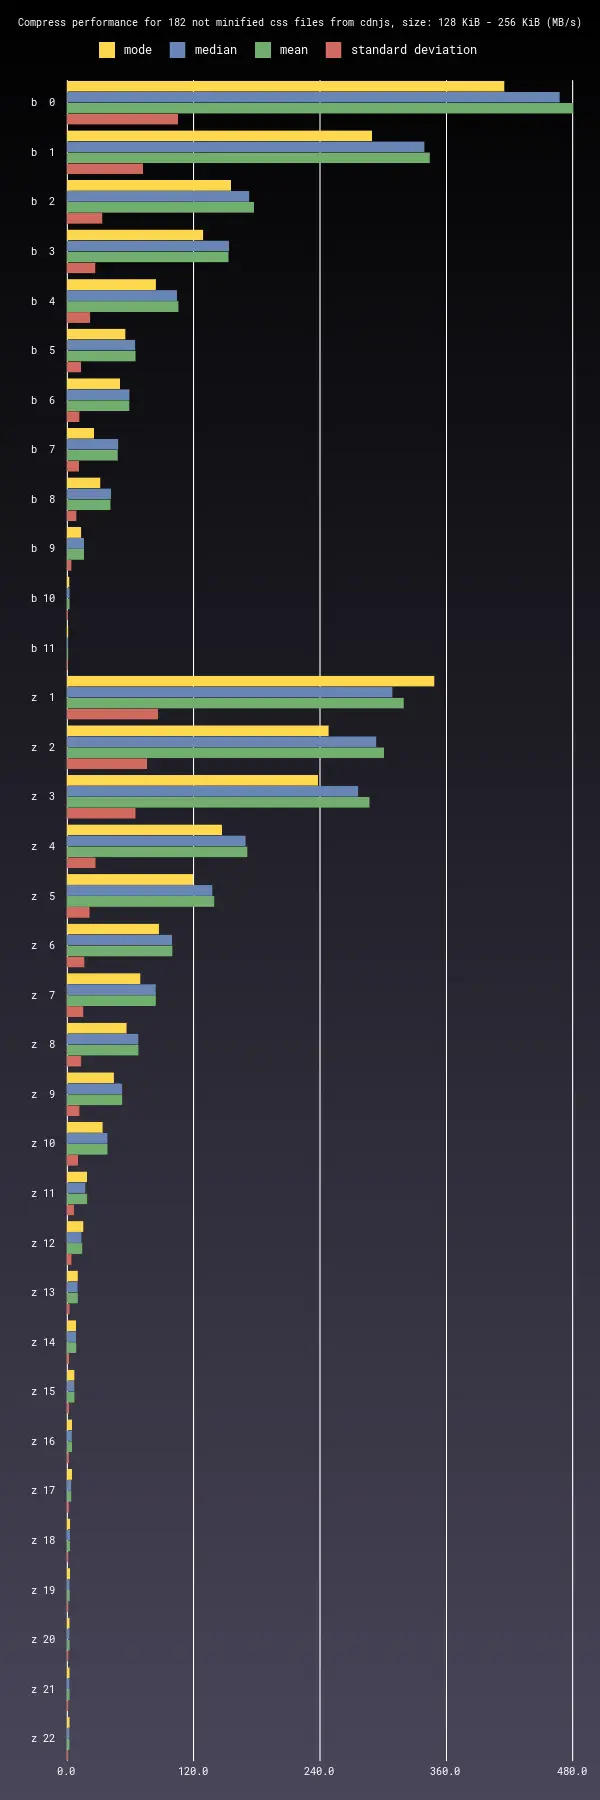 Compress performance for 182 not minified css files from cdnjs, size: 128 KiB - 256 KiB (MB/s)
mode median mean standard deviation
b 0
b 1
b 2
b 3
b 4
b 5
b 6
b 7
b 8
b 9
b 10
b 11
z 1
z 2
z 3
z 4
z 5
z 6
z 7
z 8
z 9
z 10
z 11
z 12
z 13
z 14
z 15
z 16
z 17
z 18
z 19
z 20
z 21
z 22
0.0 120.0 240.0 360.0 480.0